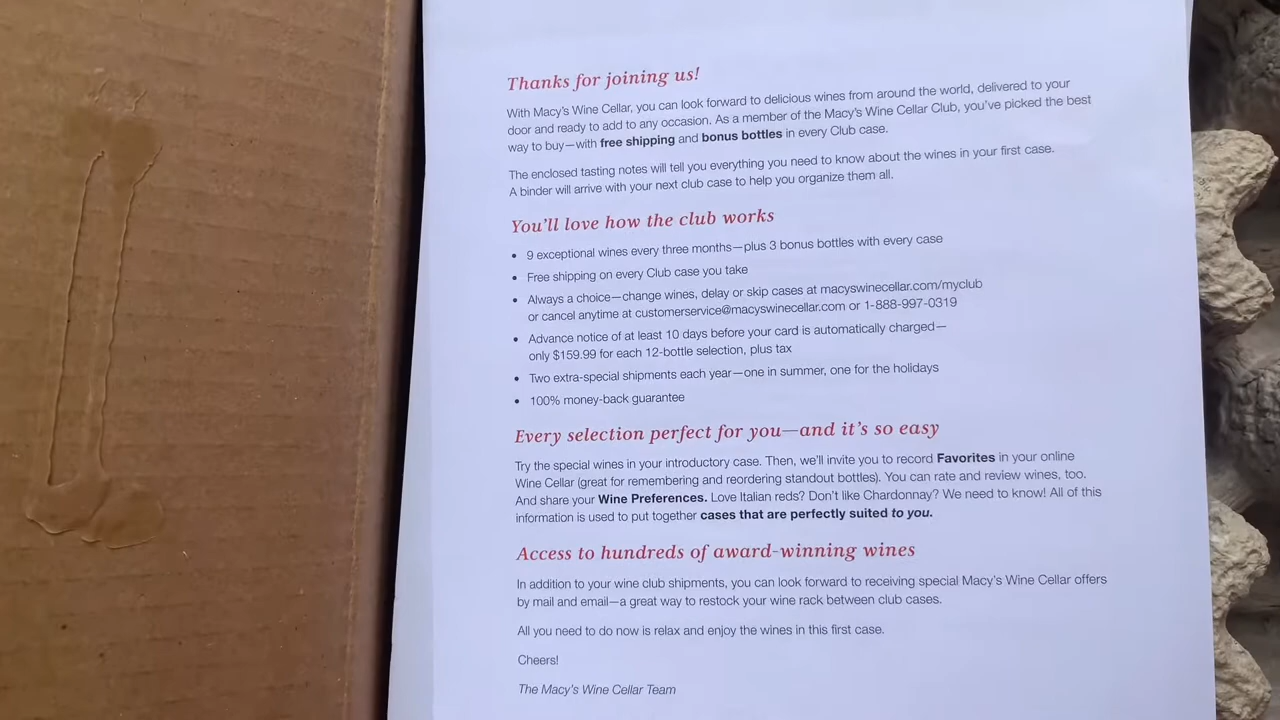 Thanks for joining us!
With Macy's Wine Cellar, you can look forward to delicious wines from around the world, delivered to your
door and ready to add to any occasion. As a member of the Macy's Wine Cellar Club, you've picked the best
way to buy—with free shipping and bonus bottles in every Club case.
The enclosed tasting notes will tell you everything you need to know about the wines in your first case.
A binder will arrive with your next club case to help you organize them all.
You'll love how the club works
• 9 exceptional wines every three months—plus 3 bonus bottles with every case
• Free shipping on every Club case you take
• Always a choice—change wines, delay or skip cases at macyswinecellar.com/myclub
or cancel anytime at customerservice@macyswinecellar.com or 1-888-997-0319
• Advance notice of at least 10 days before your card is automatically charged—
only $159.99 for each 12-bottle selection, plus tax
• Two extra-special shipments each year—one in summer, one for the holidays
• 100% money-back guarantee
Every selection perfect for you—and it's so easy
Try the special wines in your introductory case. Then, we'll invite you to record Favorites in your online
Wine Cellar (great for remembering and reordering standout bottles). You can rate and review wines, too.
And share your Wine Preferences. Love Italian reds? Don't like Chardonnay? We need to know! All of this
information is used to put together cases that are perfectly suited to you.
Access to hundreds of award-winning wines
In addition to your wine club shipments, you can look forward to receiving special Macy's Wine Cellar offers
by mail and email—a great way to restock your wine rack between club cases.
All you need to do now is relax and enjoy the wines in this first case.
Cheers!
The Macy's Wine Cellar Team